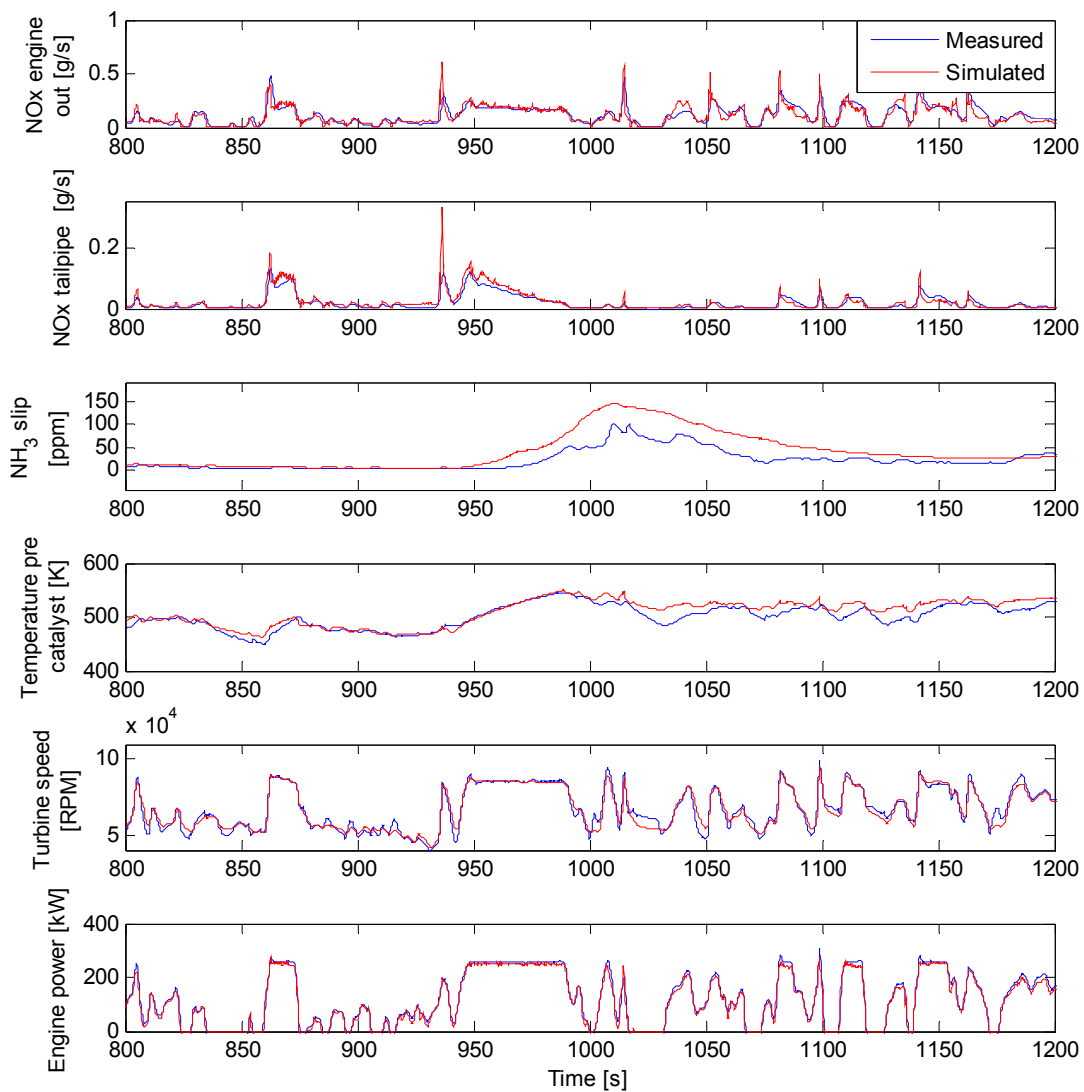 1
0.5
0
NOx engine
out [g/s]
Measured
Simulated
800 850 900 950 1000 1050 1100 1150 1200
0.2
0
NOx tailpipe [g/s]
800 850 900 950 1000 1050 1100 1150 1200
150
100
50
0
NH3 slip
[ppm]
800 850 900 950 1000 1050 1100 1150 1200
600
500
400
Temperature pre
catalyst [K]
800 850 900 950 1000 1050 1100 1150 1200
x 10^4
10
5
Turbine speed
[RPM]
800 850 900 950 1000 1050 1100 1150 1200
400
200
0
Engine power [kW]
800 850 900 950 1000 1050 1100 1150 1200
Time [s]